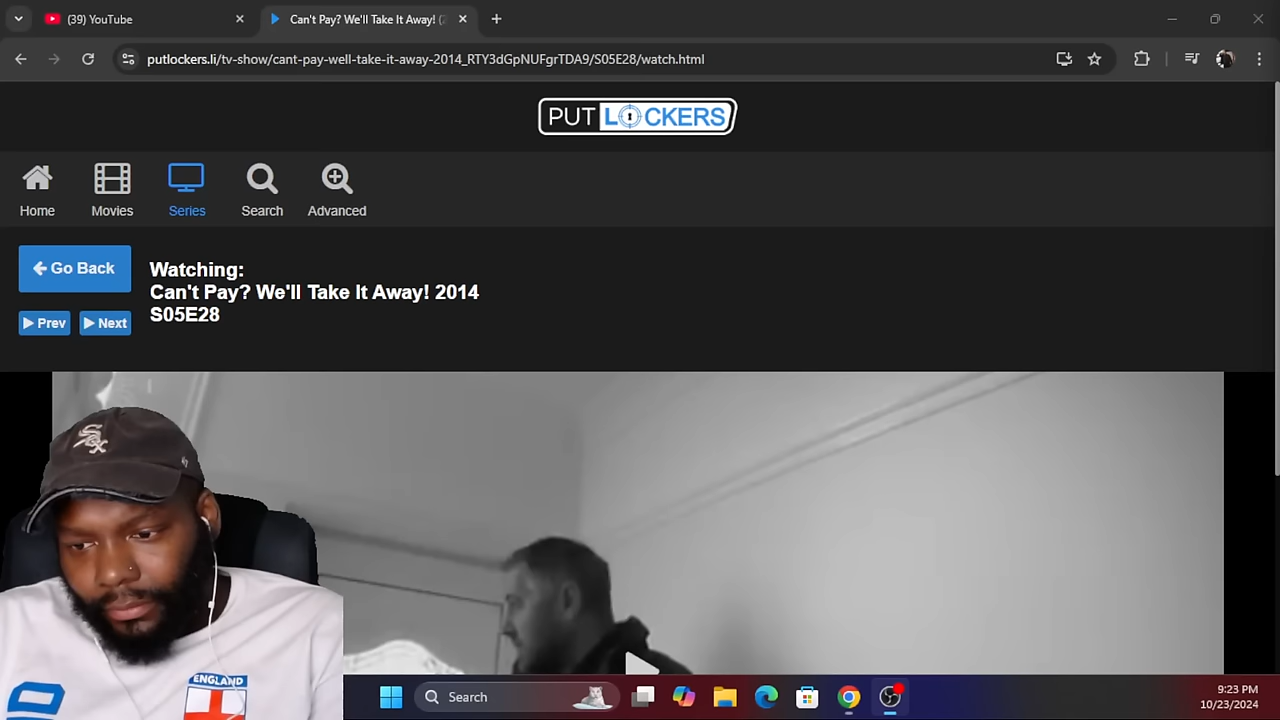 (39) YouTube
Can't Pay? We'll Take It Away! (
putlockers.li/tv-show/cant-pay-well-take-it-away-2014_RTY3dGpNUFgrTDA9/S05E28/watch.html
PUT LOCKERS
Home
Movies
Series
Search
Advanced
Go Back
Watching:
Can't Pay? We'll Take It Away! 2014
S05E28
Prev
Next
Sox
ENGLAND
Search
9:23 PM
10/23/2024